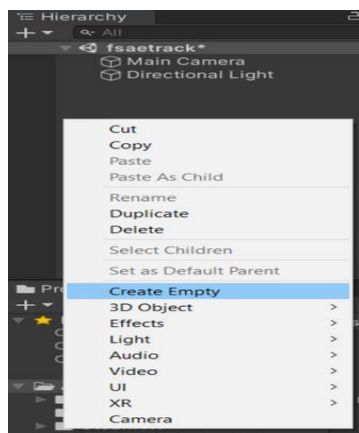 Hierarchy
All
fsaetrack*
Main Camera
Directional Light
Cut
Copy
Paste
Paste As Child
Rename
Duplicate
Delete
Select Children
Set as Default Parent
Create Empty
3D Object
Effects
Light
Audio
Video
UI
XR
Camera